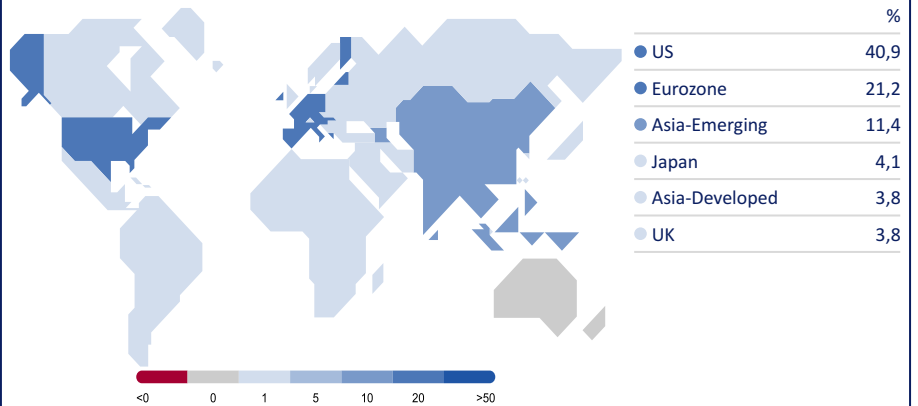 %
US 40,9
Eurozone 21,2
Asia-Emerging 11,4
Japan 4,1
Asia-Developed 3,8
UK 3,8
<0 0 1 5 10 20 >50